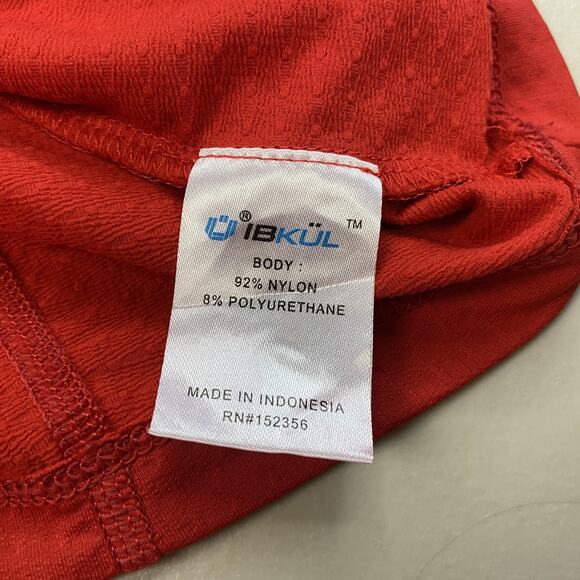 Ü® IBKÜL ™
BODY :
92% NYLON
8% POLYURETHANE
MADE IN INDONESIA
RN#152356